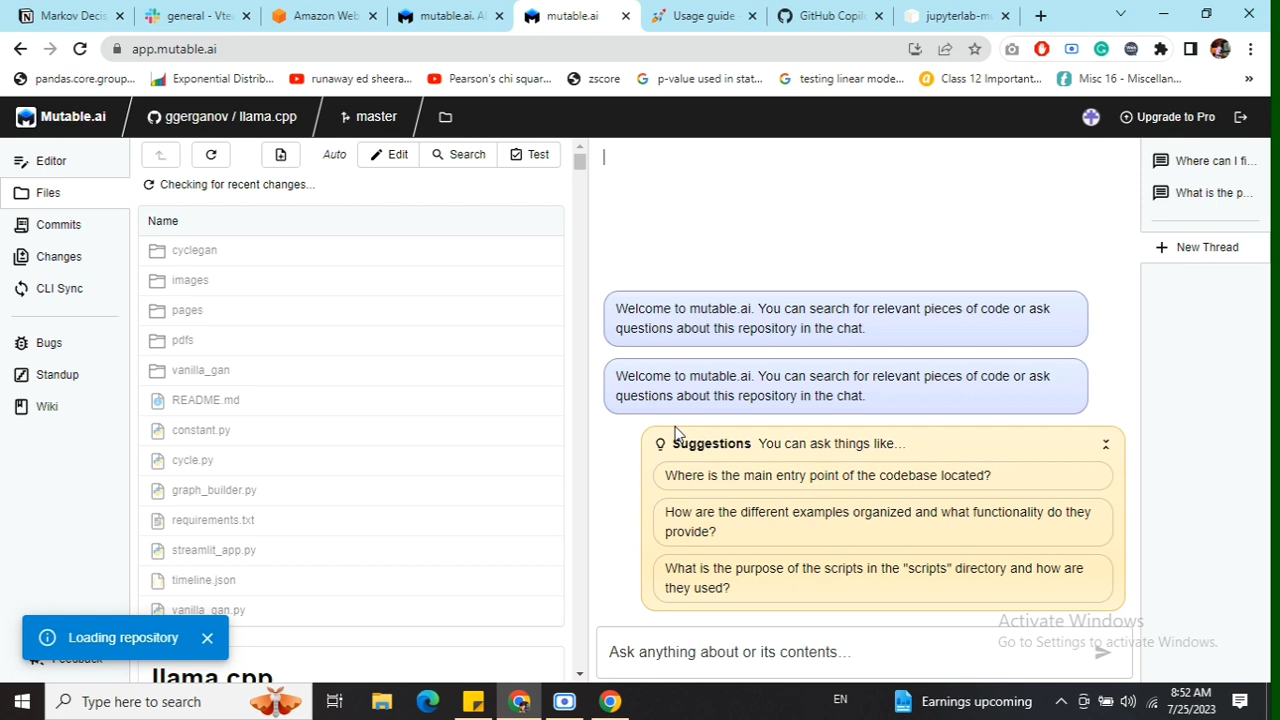 Markov Decis
general - Vte
Amazon Web
mutable.ai. A
mutable.ai
Usage guide
GitHub Copil
jupyterlab-m
app.mutable.ai
pandas.core.group...
Exponential Distrib...
runaway ed sheera...
Pearson's chi squar...
zscore
p-value used in stat...
testing linear mode...
Class 12 Important...
Misc 16 - Miscellan...
Mutable.ai
ggerganov / llama.cpp
master
Upgrade to Pro
Editor
Files
Commits
Changes
CLI Sync
Bugs
Standup
Wiki
Auto
Edit
Search
Test
Checking for recent changes...
Name
cyclegan
images
pages
pdfs
vanilla_gan
README.md
constant.py
cycle.py
graph_builder.py
requirements.txt
streamlit_app.py
timeline.json
vanilla_gan.py
Loading repository
Feedback
llama.cpp
Welcome to mutable.ai. You can search for relevant pieces of code or ask
questions about this repository in the chat.
Welcome to mutable.ai. You can search for relevant pieces of code or ask
questions about this repository in the chat.
Suggestions You can ask things like...
Where is the main entry point of the codebase located?
How are the different examples organized and what functionality do they
provide?
What is the purpose of the scripts in the "scripts" directory and how are
they used?
Ask anything about or its contents...
Where can I fi...
What is the p...
New Thread
Activate Windows
Go to Settings to activate Windows.
Type here to search
EN
Earnings upcoming
8:52 AM
7/25/2023